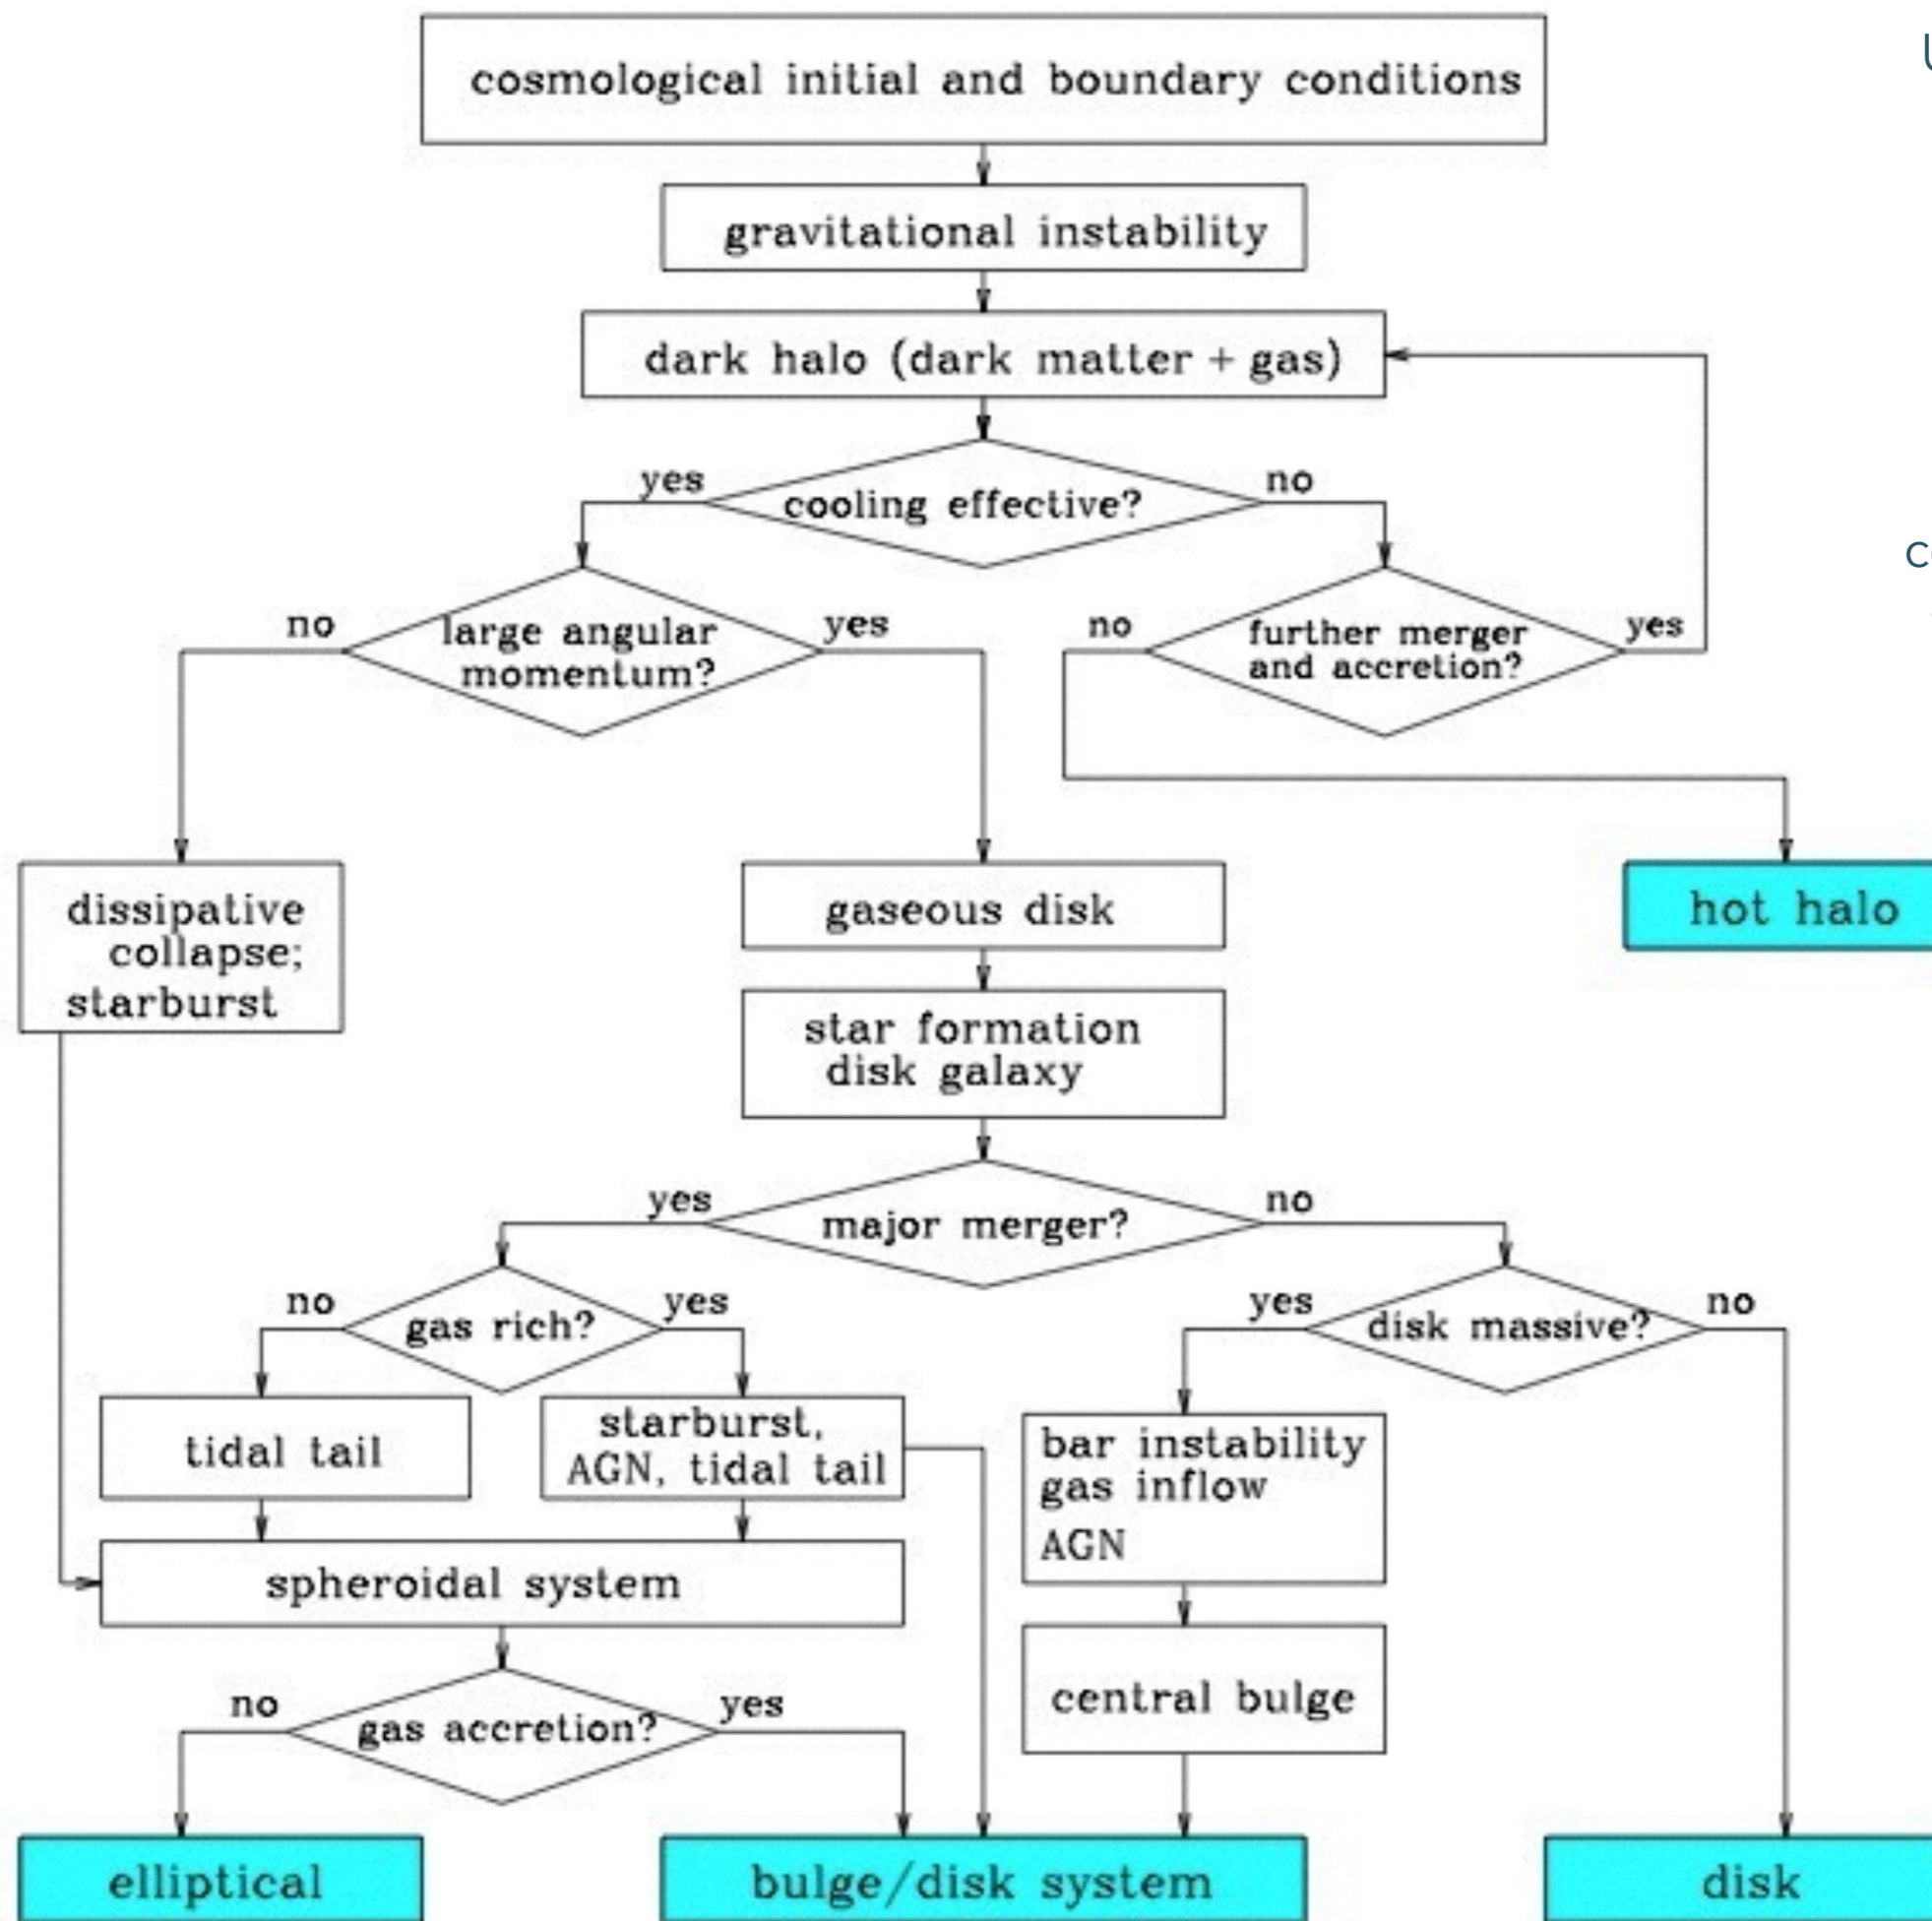 cosmological initial and boundary conditions
gravitational instability
dark halo (dark matter + gas)
yes
no
cooling effective?
no
large angular
momentum?
yes
no
further merger
and accretion?
yes
dissipative
collapse;
starburst
gaseous disk
hot halo
star formation
disk galaxy
yes
major merger?
no
no
gas rich?
yes
yes
disk massive?
no
tidal tail
starburst,
AGN, tidal tail
bar instability
gas inflow
AGN
spheroidal system
central bulge
no
gas accretion?
yes
elliptical
bulge/disk system
disk